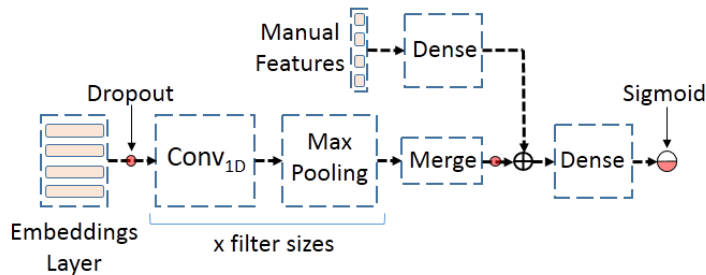 Manual
Features
Dense
Dropout
Sigmoid
Conv1D
Max
Pooling
Merge
Dense
x filter sizes
Embeddings
Layer